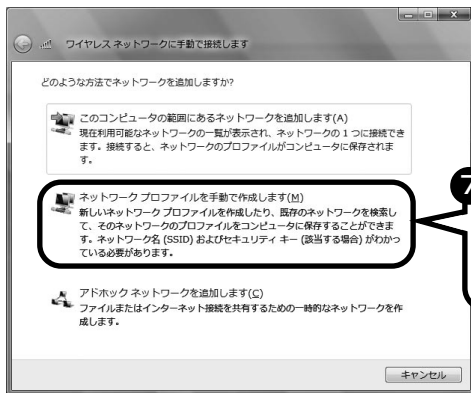 ワイヤレス ネットワークに手動で接続します
どのような方法でネットワークを追加しますか?
このコンピュータの範囲にあるネットワークを追加します(A)
現在利用可能なネットワークの一覧が表示され、ネットワークの 1 つに接続でき
ます。接続すると、ネットワークのプロファイルがコンピュータに保存されま
す。
ネットワーク プロファイルを手動で作成します(M)
新しいネットワーク プロファイルを作成したり、既存のネットワークを検索し
て、そのネットワークのプロファイルをコンピュータに保存することができま
す。ネットワーク名 (SSID) およびセキュリティ キー (該当する場合) がわかっ
ている必要があります。
7
アドホック ネットワークを追加します(C)
ファイルまたはインターネット接続を共有するための一時的なネットワークを作
成します。
キャンセル